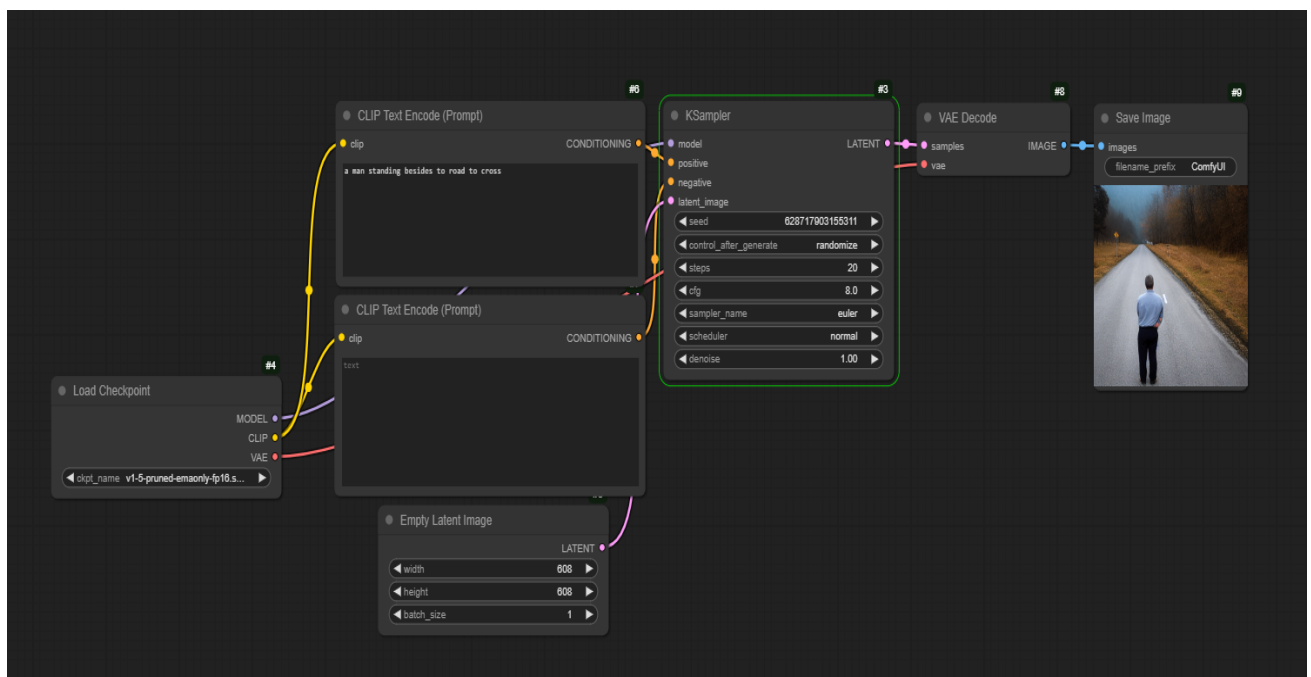 #6
CLIP Text Encode (Prompt)
clip
CONDITIONING
a man standing besides to road to cross
CLIP Text Encode (Prompt)
clip
CONDITIONING
text
#4
Load Checkpoint
MODEL
CLIP
VAE
ckpt_name v1-5-pruned-emaonly-fp16.s...
Empty Latent Image
LATENT
width 608
height 608
batch_size 1
#3
KSampler
model
LATENT
positive
negative
latent_image
seed 628717903155311
control_after_generate randomize
steps 20
cfg 8.0
sampler_name euler
scheduler normal
denoise 1.00
#8
VAE Decode
samples
IMAGE
vae
#9
Save Image
images
filename_prefix ComfyUI